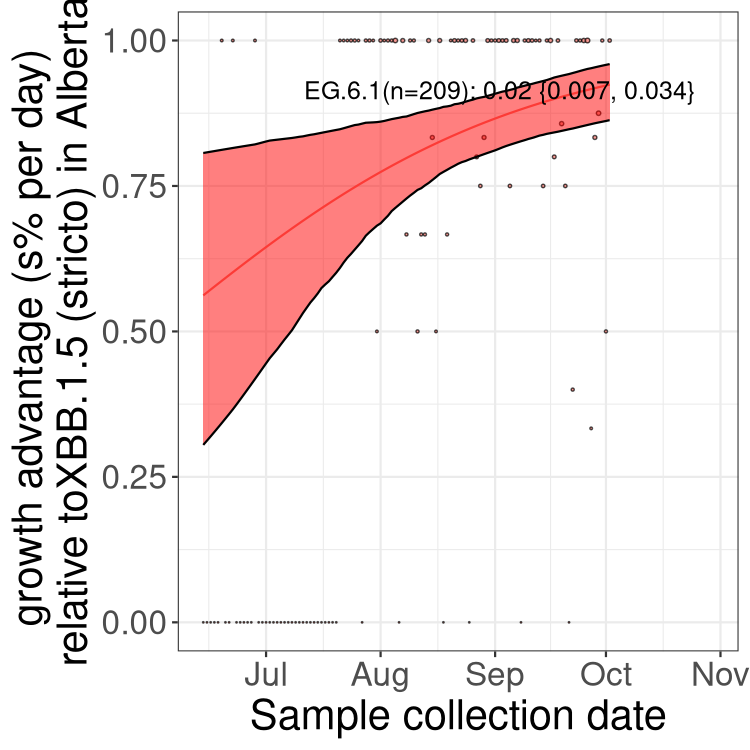 growth advantage (s% per day)
relative toXBB.1.5 (stricto) in Alberta
1.00
0.75
0.50
0.25
0.00
EG.6.1(n=209): 0.02 {0.007, 0.034}
Jul Aug Sep Oct Nov
Sample collection date